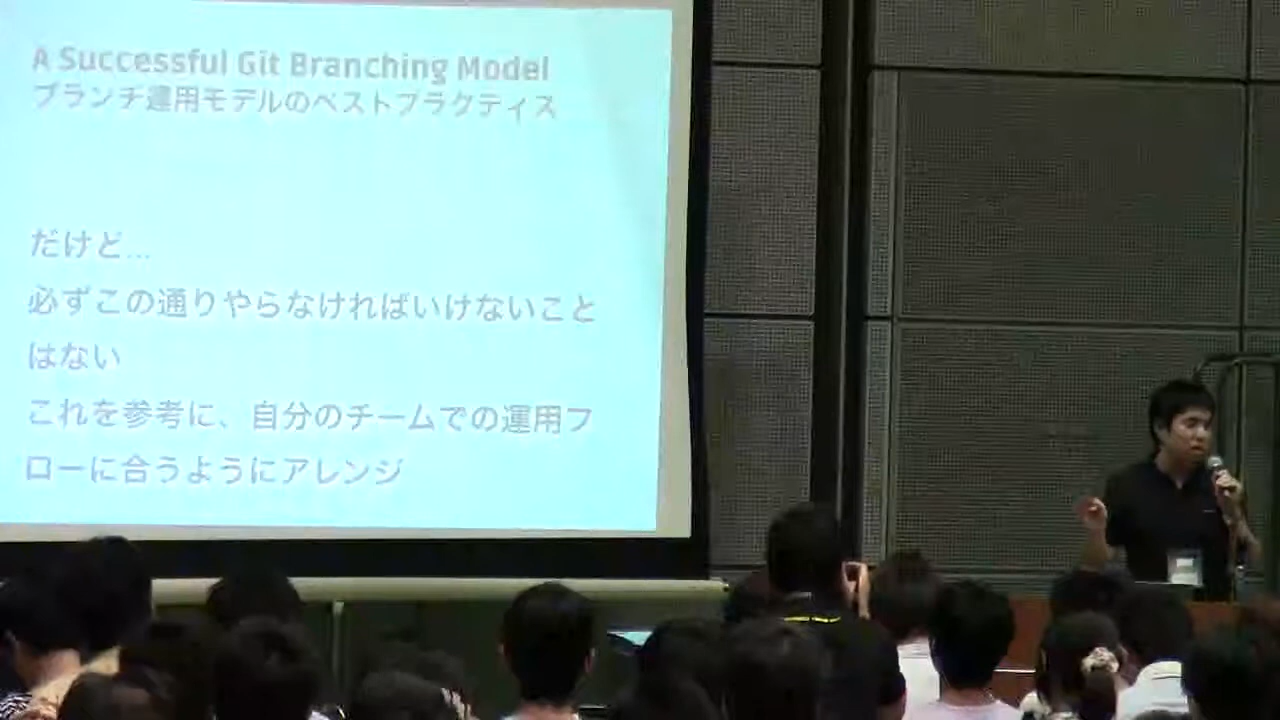 A Successful Git Branching Model
ブランチ運用モデルのベストプラクティス
だけど...
必ずこの通りやらなければいけないこと
はない
これを参考に、自分のチームでの運用フ
ローに合うようにアレンジ